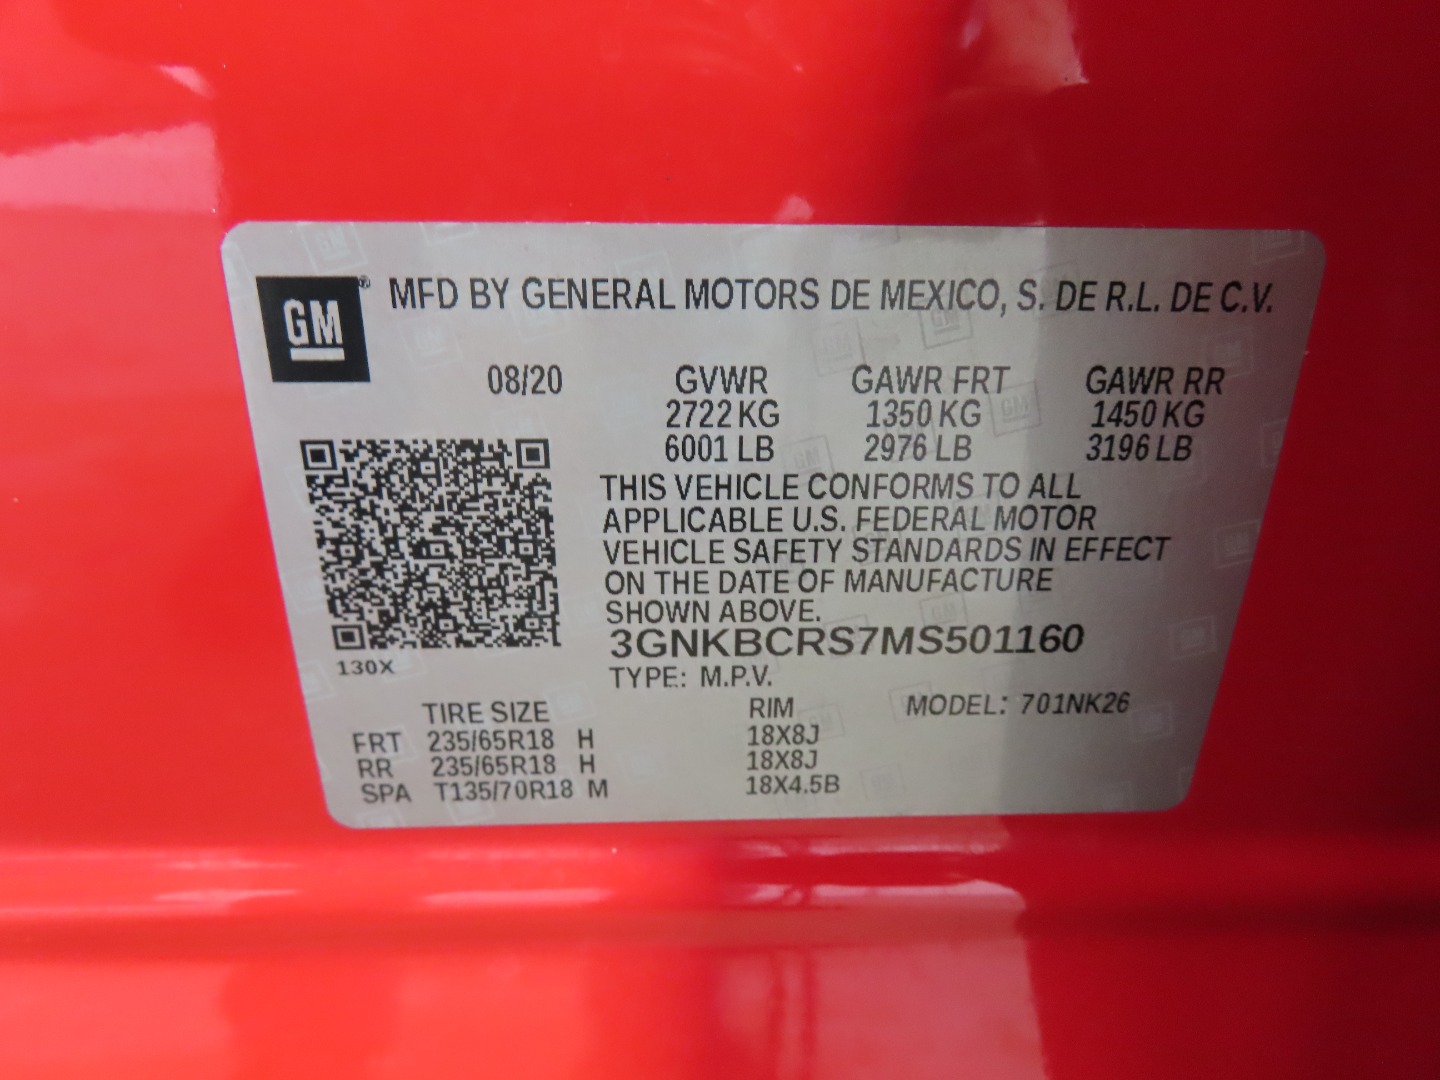 GM® MFD BY GENERAL MOTORS DE MEXICO, S. DE R.L. DE C.V.
08/20 GVWR GAWR FRT GAWR RR
2722 KG 1350 KG 1450 KG
6001 LB 2976 LB 3196 LB
THIS VEHICLE CONFORMS TO ALL
APPLICABLE U.S. FEDERAL MOTOR
VEHICLE SAFETY STANDARDS IN EFFECT
ON THE DATE OF MANUFACTURE
SHOWN ABOVE.
3GNKBCRS7MS501160
130X TYPE: M.P.V.
TIRE SIZE RIM MODEL: 701NK26
FRT 235/65R18 H 18X8J
RR 235/65R18 H 18X8J
SPA T135/70R18 M 18X4.5B